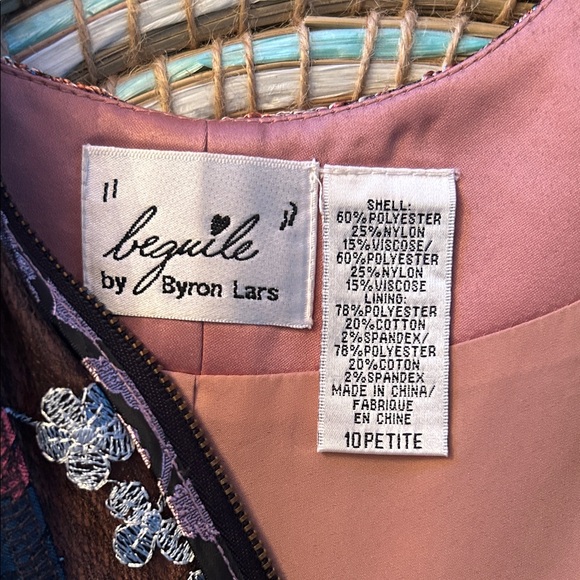 "beguile"
by Byron Lars
SHELL:
60%POLYESTER
25%NYLON
15%VISCOSE/
60%POLYESTER
25%NYLON
15%VISCOSE
LINING:
78%POLYESTER
20%COTTON
2%SPANDEX/
78%POLYESTER
20%COTON
2%SPANDEX
MADE IN CHINA/
FABRIQUE
EN CHINE
10PETITE